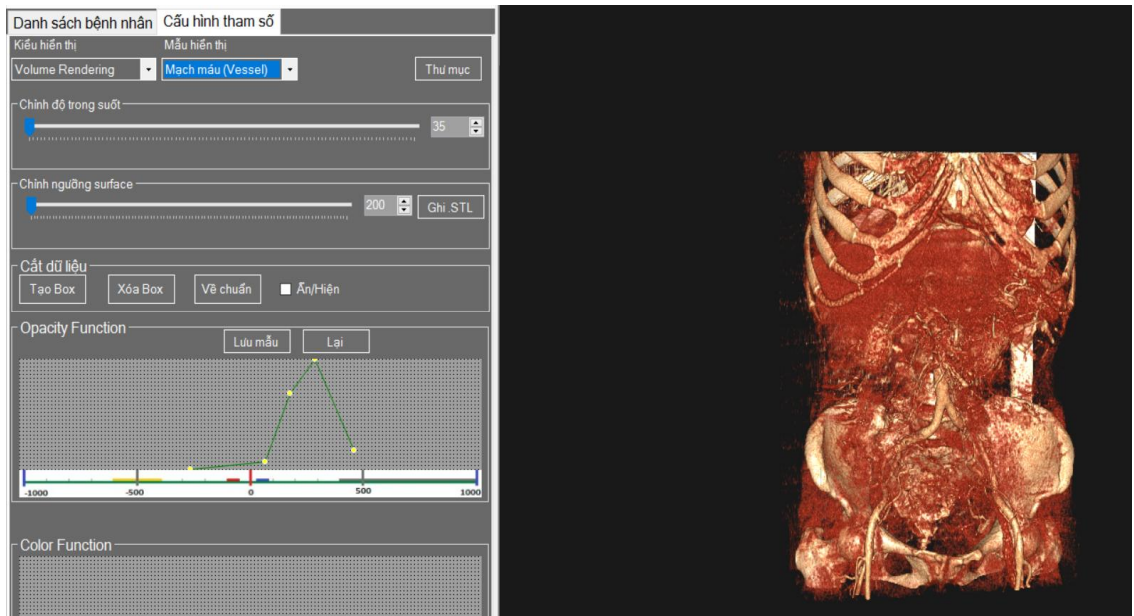 Danh sách bệnh nhân Cấu hình tham số
Kiểu hiển thị Mẫu hiển thị
Volume Rendering Mạch máu (Vessel) Thư mục
Chỉnh độ trong suốt
35
Chỉnh ngưỡng surface
200 Ghi .STL
Cắt dữ liệu
Tạo Box Xóa Box Về chuẩn Ẩn/Hiện
Opacity Function
Lưu mẫu Lại
-1000 -500 0 500 1000
Color Function